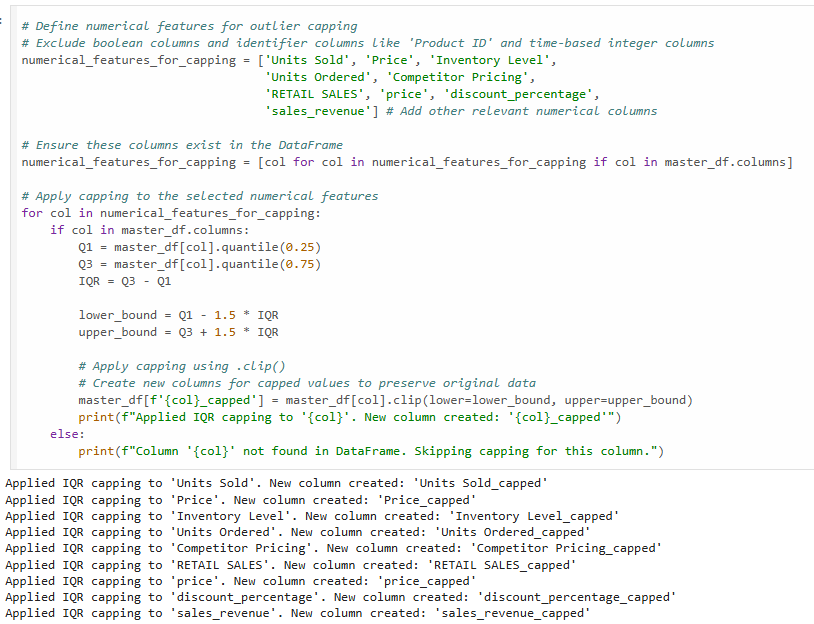 # Define numerical features for outlier capping
# Exclude boolean columns and identifier columns like 'Product ID' and time-based integer columns
numerical_features_for_capping = ['Units Sold', 'Price', 'Inventory Level',
                                  'Units Ordered', 'Competitor Pricing',
                                  'RETAIL SALES', 'price', 'discount_percentage',
                                  'sales_revenue'] # Add other relevant numerical columns

# Ensure these columns exist in the DataFrame
numerical_features_for_capping = [col for col in numerical_features_for_capping if col in master_df.columns]

# Apply capping to the selected numerical features
for col in numerical_features_for_capping:
    if col in master_df.columns:
        Q1 = master_df[col].quantile(0.25)
        Q3 = master_df[col].quantile(0.75)
        IQR = Q3 - Q1

        lower_bound = Q1 - 1.5 * IQR
        upper_bound = Q3 + 1.5 * IQR

        # Apply capping using .clip()
        # Create new columns for capped values to preserve original data
        master_df[f'{col}_capped'] = master_df[col].clip(lower=lower_bound, upper=upper_bound)
        print(f"Applied IQR capping to '{col}'. New column created: '{col}_capped'")
    else:
        print(f"Column '{col}' not found in DataFrame. Skipping capping for this column.")
Applied IQR capping to 'Units Sold'. New column created: 'Units Sold_capped'
Applied IQR capping to 'Price'. New column created: 'Price_capped'
Applied IQR capping to 'Inventory Level'. New column created: 'Inventory Level_capped'
Applied IQR capping to 'Units Ordered'. New column created: 'Units Ordered_capped'
Applied IQR capping to 'Competitor Pricing'. New column created: 'Competitor Pricing_capped'
Applied IQR capping to 'RETAIL SALES'. New column created: 'RETAIL SALES_capped'
Applied IQR capping to 'price'. New column created: 'price_capped'
Applied IQR capping to 'discount_percentage'. New column created: 'discount_percentage_capped'
Applied IQR capping to 'sales_revenue'. New column created: 'sales_revenue_capped'